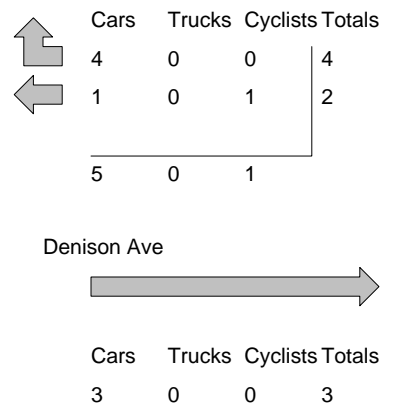 Cars Trucks Cyclists Totals
4 0 0 4
1 0 1 2
5 0 1
Denison Ave
Cars Trucks Cyclists Totals
3 0 0 3